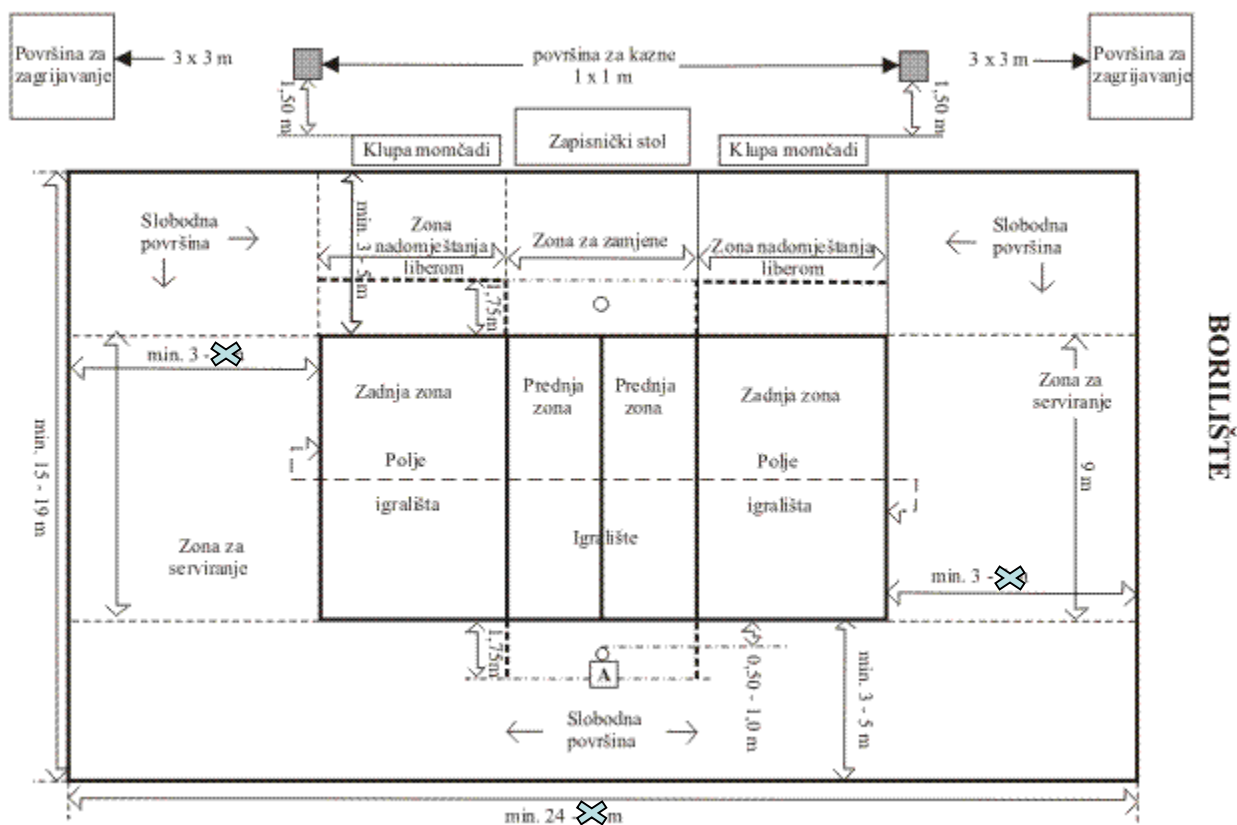 Površina za
zagrijavanje
3 x 3 m
površina za kazne
1 x 1 m
3 x 3 m
Površina za
zagrijavanje
1,50 m
1,50 m
Klupa momčadi
Zapisnički stol
Klupa momčadi
Slobodna
površina
min. 3 - 5 m
Zona
nadomještanja
liberom
Zona za zamjene
Zona nadomještanja
liberom
Slobodna
površina
1,75m
BORILIŠTE
min. 3 -
Zadnja zona
Prednja
zona
Prednja
zona
Zadnja zona
Zona za
serviranje
min. 15 - 19 m
Polje
igrališta
Polje
igrališta
9 m
Igralište
Zona za
serviranje
min. 3 -
1,75m
A
0,50 - 1,0 m
min. 3 - 5 m
Slobodna
površina
min. 24 - m